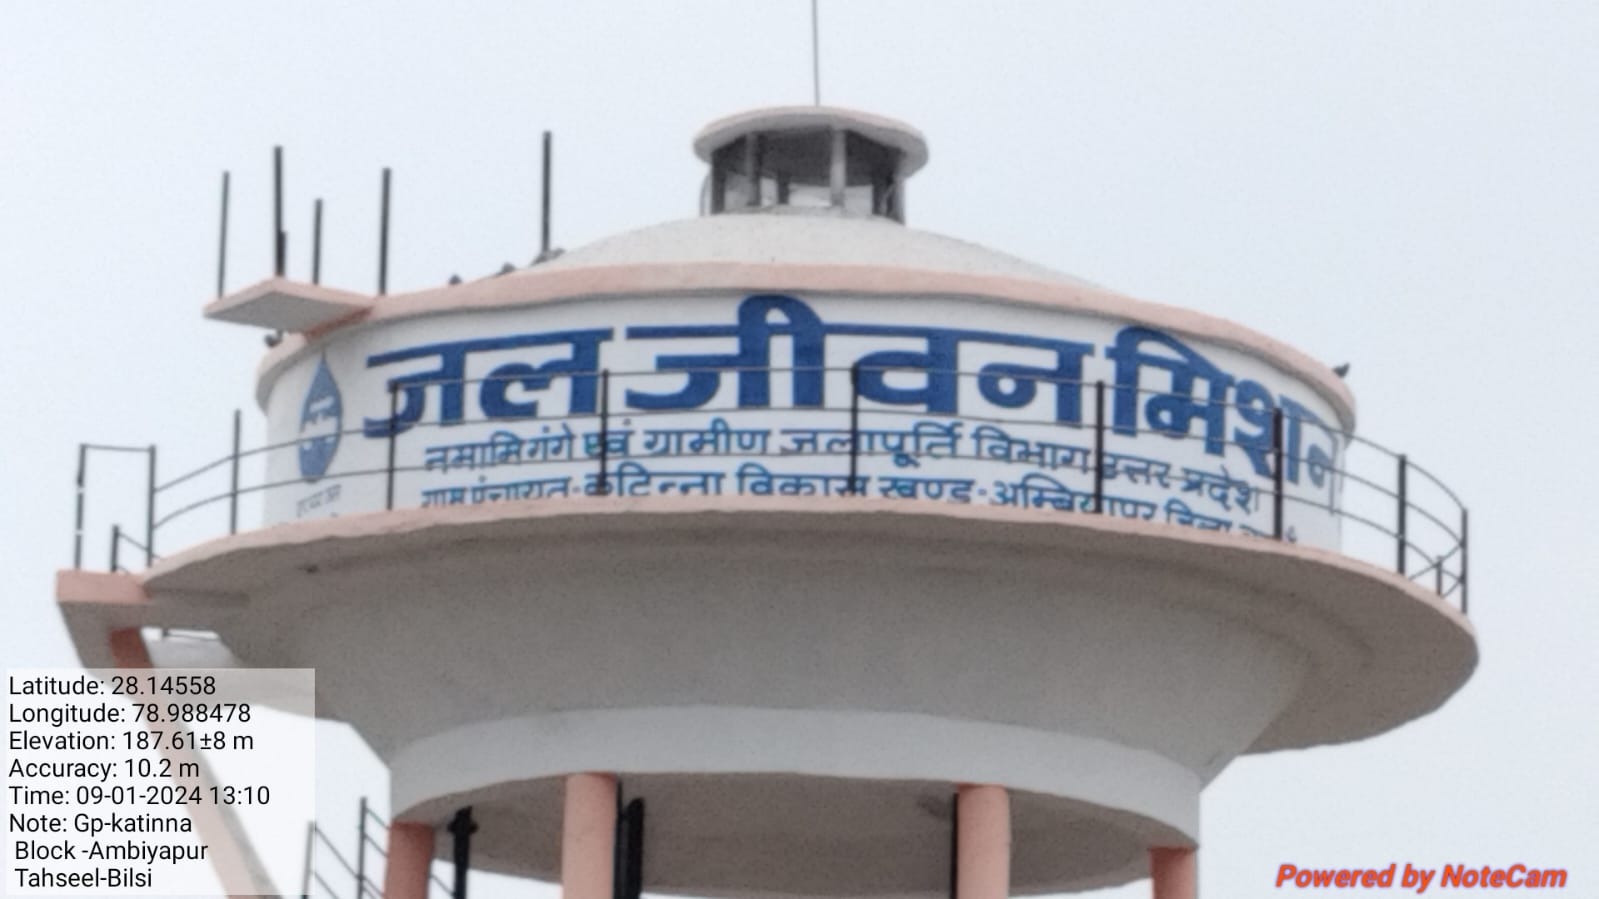 जल जीवन मिशन
नमामि गंगे एवं ग्रामीण जलापूर्ति विभाग उत्तर प्रदेश
ग्राम पंचायत-कटिन्ना विकास खण्ड-अम्बियापुर जिला
Latitude: 28.14558
Longitude: 78.988478
Elevation: 187.61±8 m
Accuracy: 10.2 m
Time: 09-01-2024 13:10
Note: Gp-katinna
Block -Ambiyapur
Tahseel-Bilsi
Powered by NoteCam